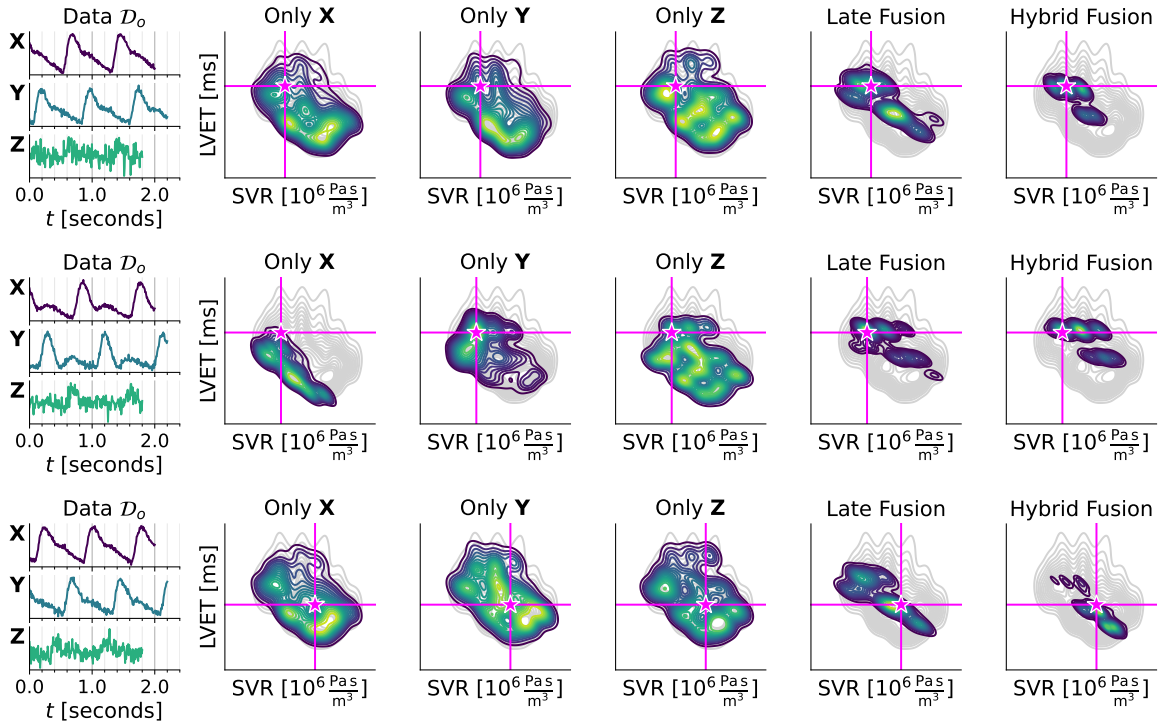 Data 𝒟ₒ Only X Only Y Only Z Late Fusion Hybrid Fusion
X
Y
Z
0.0 1.0 2.0
t [seconds]
LVET [ms]
SVR [10⁶ Pa s/m³] SVR [10⁶ Pa s/m³] SVR [10⁶ Pa s/m³] SVR [10⁶ Pa s/m³] SVR [10⁶ Pa s/m³]
Data 𝒟ₒ Only X Only Y Only Z Late Fusion Hybrid Fusion
X
Y
Z
0.0 1.0 2.0
t [seconds]
LVET [ms]
SVR [10⁶ Pa s/m³] SVR [10⁶ Pa s/m³] SVR [10⁶ Pa s/m³] SVR [10⁶ Pa s/m³] SVR [10⁶ Pa s/m³]
Data 𝒟ₒ Only X Only Y Only Z Late Fusion Hybrid Fusion
X
Y
Z
0.0 1.0 2.0
t [seconds]
LVET [ms]
SVR [10⁶ Pa s/m³] SVR [10⁶ Pa s/m³] SVR [10⁶ Pa s/m³] SVR [10⁶ Pa s/m³] SVR [10⁶ Pa s/m³]